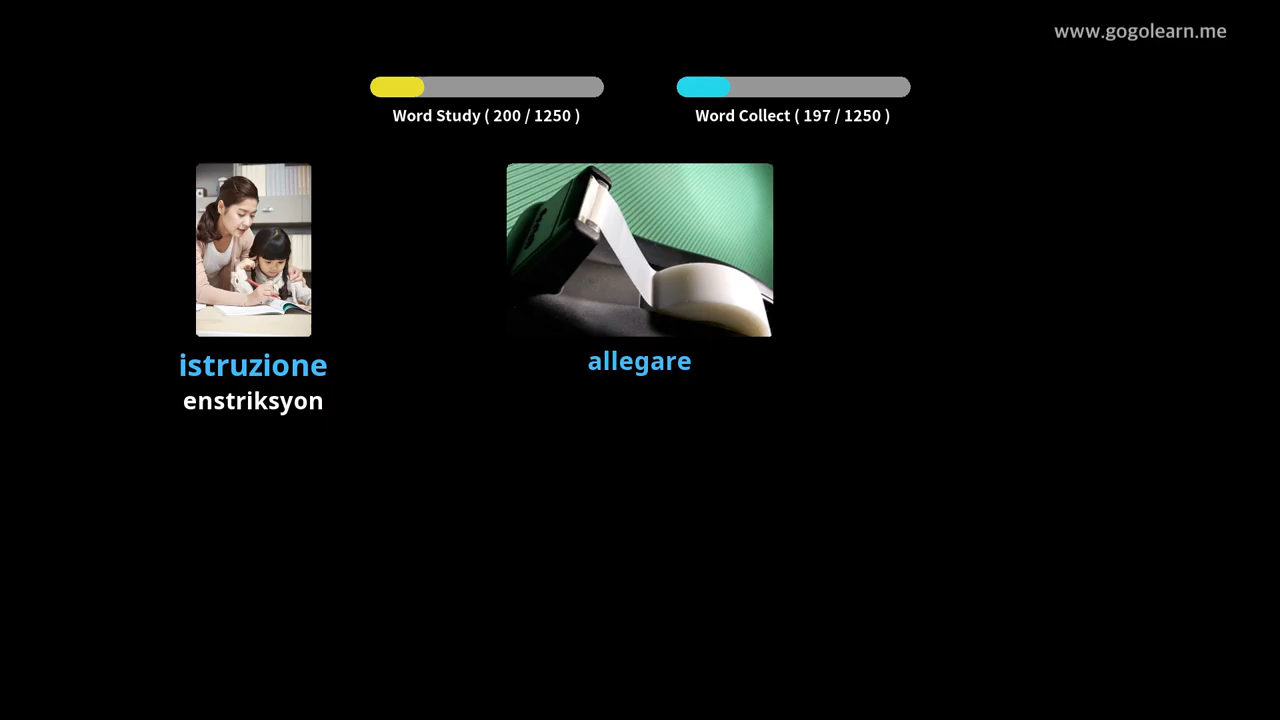 www.gogolearn.me
Word Study ( 200 / 1250 )
Word Collect ( 197 / 1250 )
istruzione
enstriksyon
allegare